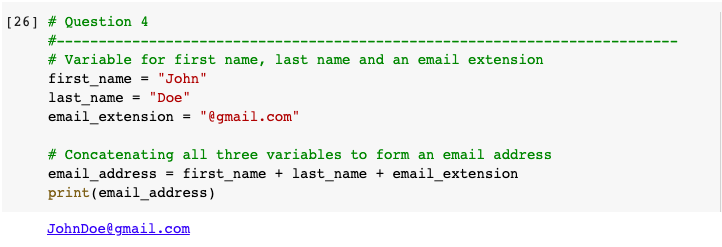 [26] # Question 4
#---------------------------------------------------------------------------
# Variable for first name, last name and an email extension
first_name = "John"
last_name = "Doe"
email_extension = "@gmail.com"
# Concatenating all three variables to form an email address
email_address = first_name + last_name + email_extension
print(email_address)
JohnDoe@gmail.com